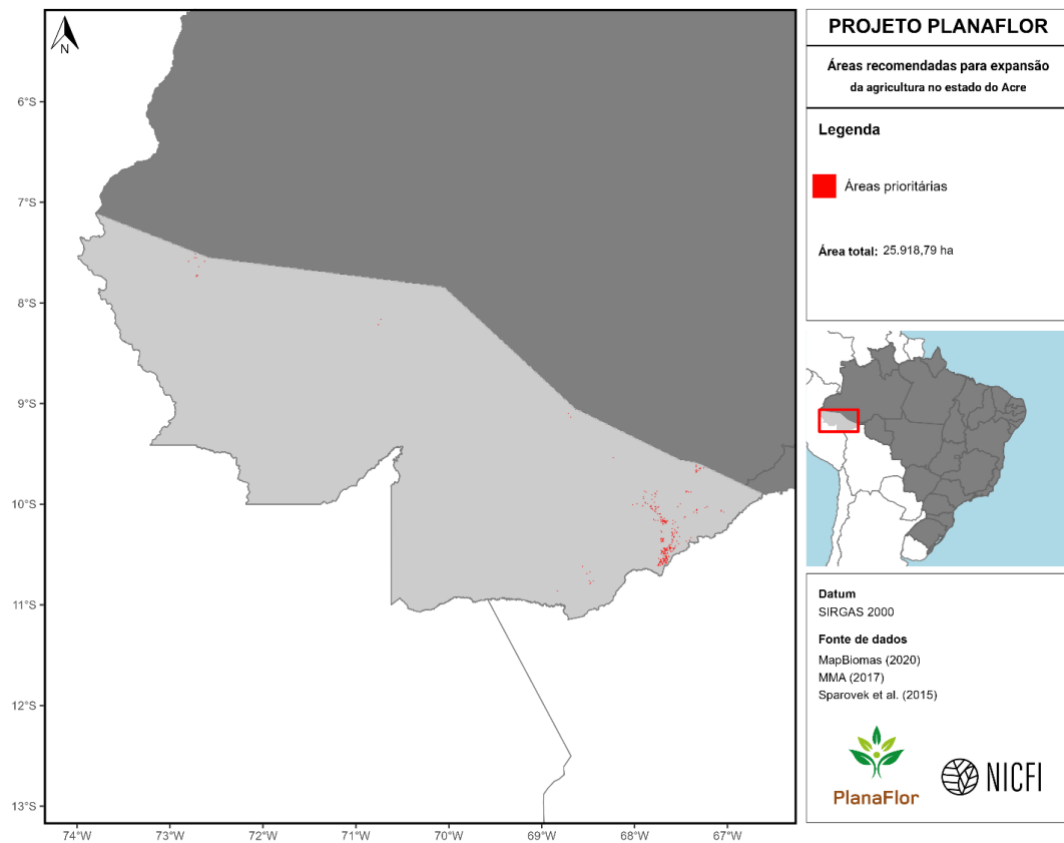 N
6°S
7°S
8°S
9°S
10°S
11°S
12°S
13°S
74°W
73°W
72°W
71°W
70°W
69°W
68°W
67°W
PROJETO PLANAFLOR
Áreas recomendadas para expansão
da agricultura no estado do Acre
Legenda
Áreas prioritárias
Área total: 25.918,79 ha
Datum
SIRGAS 2000
Fonte de dados
MapBiomas (2020)
MMA (2017)
Sparovek et al. (2015)
PlanaFlor
NICFI